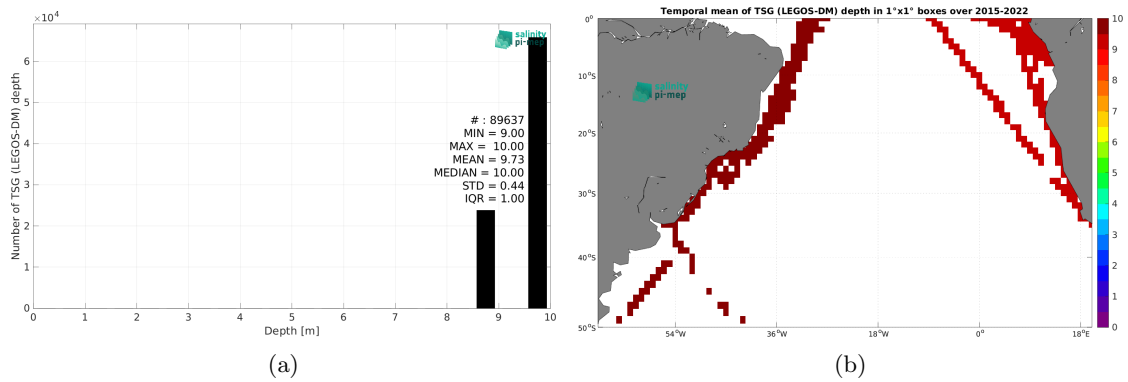 ×10⁴
6
5
4
3
2
1
0
Number of TSG (LEGOS-DM) depth
salinity
pi-mep
# : 89637
MIN = 9.00
MAX = 10.00
MEAN = 9.73
MEDIAN = 10.00
STD = 0.44
IQR = 1.00
0 1 2 3 4 5 6 7 8 9 10
Depth [m]
(a)
Temporal mean of TSG (LEGOS-DM) depth in 1°x1° boxes over 2015-2022
0°
10°S
20°S
30°S
40°S
50°S
salinity
pi-mep
54°W 36°W 18°W 0° 18°E
10
9
8
7
6
5
4
3
2
1
0
(b)